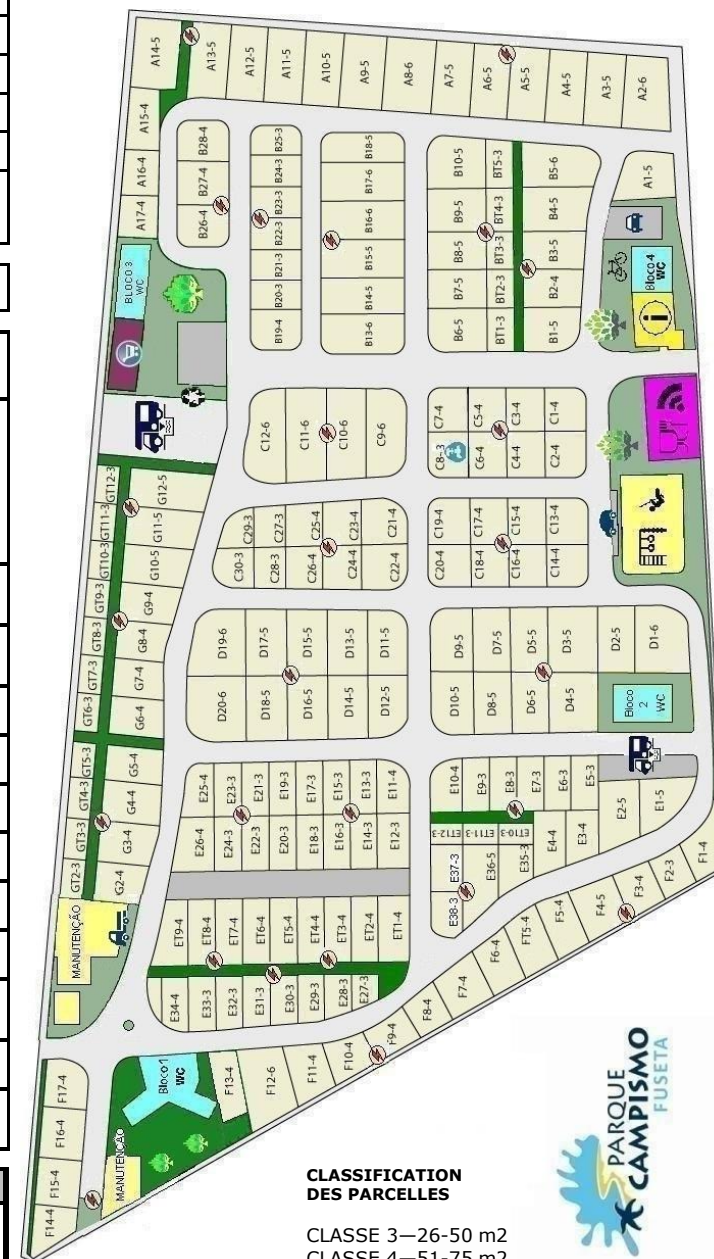 A14-5
A13-5
A12-5
A11-5
A10-5
A9-5
A8-6
A7-5
A6-5
A5-5
A4-5
A3-5
A2-6
A15-4
A16-4
A17-4
A1-5
B28-4
B27-4
B26-4
B25-3
B24-3
B23-3
B22-3
B21-3
B20-3
B19-4
B18-5
B17-6
B16-6
B15-5
B14-5
B13-6
B10-5
B9-5
B8-5
B7-5
B6-5
BT5-3
BT4-3
BT3-3
BT2-3
BT1-3
B5-6
B4-5
B3-5
B2-4
B1-5
BLOCO 3
WC
Bloco 4
WC
C12-6
C11-6
C10-6
C9-6
C7-4
C5-4
C3-4
C1-4
C8-3
C6-4
C4-4
C2-4
C29-3
C27-3
C25-4
C23-4
C21-4
C30-3
C28-3
C26-4
C24-4
C22-4
C19-4
C17-4
C15-4
C13-4
C20-4
C18-4
C16-4
C14-4
GT12-3
GT11-3
GT10-3
GT9-3
GT8-3
GT7-3
GT6-3
GT5-3
GT4-3
GT3-3
GT2-3
G12-5
G11-5
G10-5
G9-4
G8-4
G7-4
G6-4
G5-4
G4-4
G3-4
G2-4
D19-6
D17-5
D15-5
D13-5
D11-5
D20-6
D18-5
D16-5
D14-5
D12-5
D9-5
D7-5
D5-5
D3-5
D2-5
D1-6
D10-5
D8-5
D6-5
D4-5
Bloco
2
WC
E25-4
E23-3
E21-3
E19-3
E17-3
E15-3
E13-3
E11-4
E26-4
E24-3
E22-3
E20-3
E18-3
E16-3
E14-3
E12-3
E10-4
E9-3
E8-3
E7-3
E6-3
E5-3
E2-5
E1-5
ET12-3
ET11-3
ET10-3
E4-4
E3-4
E37-3
E36-5
E35-3
E38-3
ET9-4
ET8-4
ET7-4
ET6-4
ET5-4
ET4-4
ET3-4
ET2-4
ET1-4
E34-4
E33-3
E32-3
E31-3
E30-3
E29-3
E28-3
E27-3
F1-4
F2-3
F3-4
F4-5
F5-4
FT5-4
F6-4
F7-4
F8-4
F9-4
F10-4
F11-4
F12-6
F13-4
MANUTENÇÃO
Bloco 1
WC
F17-4
F16-4
F15-4
F14-4
MANUTENÇÃO
PARQUE
CAMPISMO
FUSETA
CLASSIFICATION
DES PARCELLES
CLASSE 3—26-50 m2
CLASSE 4—51-75 m2